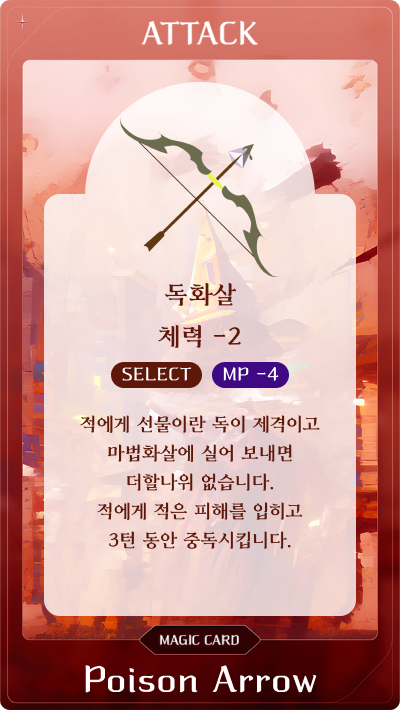 ATTACK
독화살
체력 -2
SELECT MP -4
적에게 선물이란 독이 제격이고
마법화살에 실어 보내면
더할나위 없습니다.
적에게 적은 피해를 입히고
3턴 동안 중독시킵니다.
MAGIC CARD
Poison Arrow